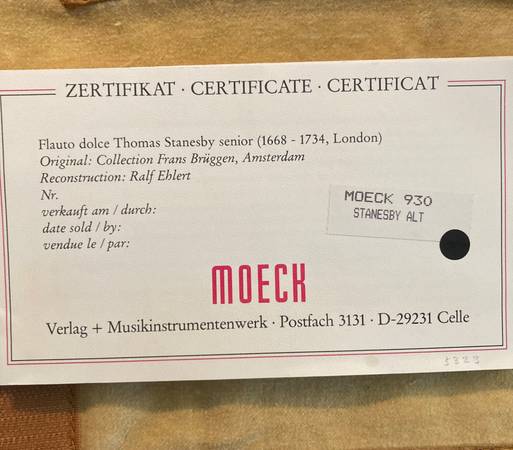 ZERTIFIKAT · CERTIFICATE · CERTIFICAT
Flauto dolce Thomas Stanesby senior (1668 - 1734, London)
Original: Collection Frans Brüggen, Amsterdam
Reconstruction: Ralf Ehlert
Nr.
verkauft am / durch:
date sold / by:
vendue le / par:
MOECK 930
STANESBY ALT
MOECK
Verlag + Musikinstrumentenwerk · Postfach 3131 · D-29231 Celle